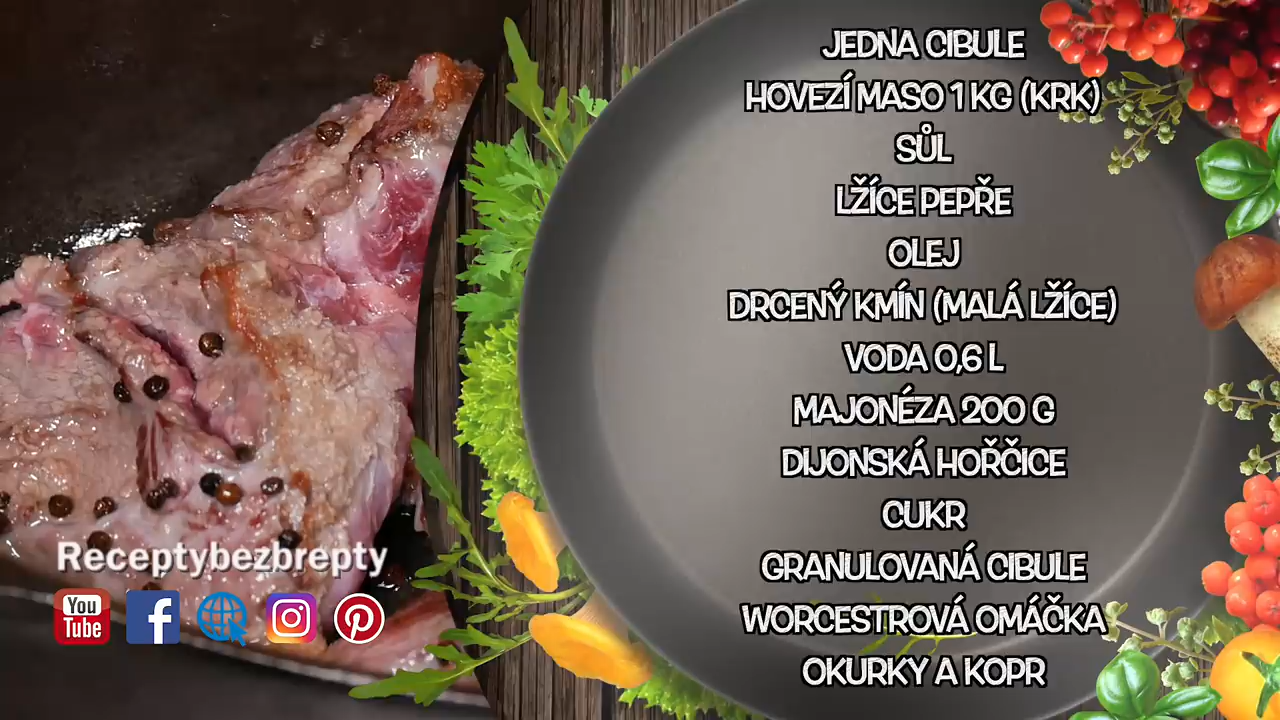 JEDNA CIBULE
HOVEZÍ MASO 1 KG (KRK)
SŮL
LŽÍCE PEPŘE
OLEJ
DRCENÝ KMÍN (MALÁ LŽÍCE)
VODA 0,6 L
MAJONÉZA 200 G
DIJONSKÁ HOŘČICE
CUKR
GRANULOVANÁ CIBULE
WORCESTROVÁ OMÁČKA
OKURKY A KOPR
Receptybezbrepty
You
Tube